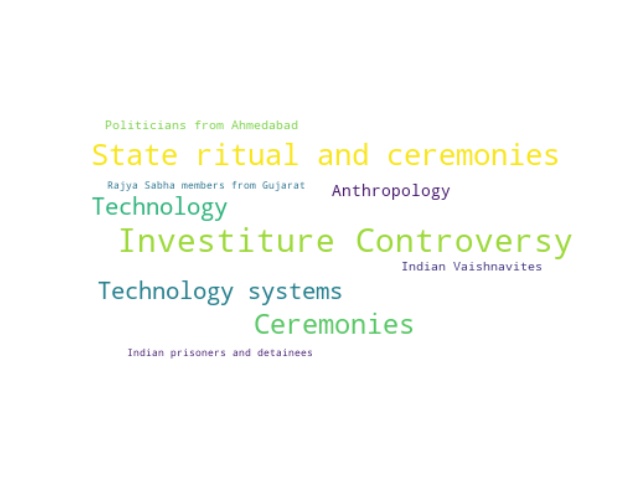 Politicians from Ahmedabad
State ritual and ceremonies
Rajya Sabha members from Gujarat
Anthropology
Technology
Investiture Controversy
Indian Vaishnavites
Technology systems
Ceremonies
Indian prisoners and detainees